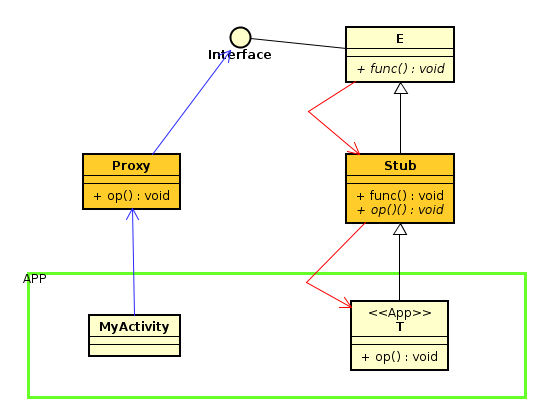 E
Interface
+ func() : void
Proxy
+ op() : void
Stub
+ func() : void
+ op()() : void
APP
MyActivity
<<App>>
T
+ op() : void